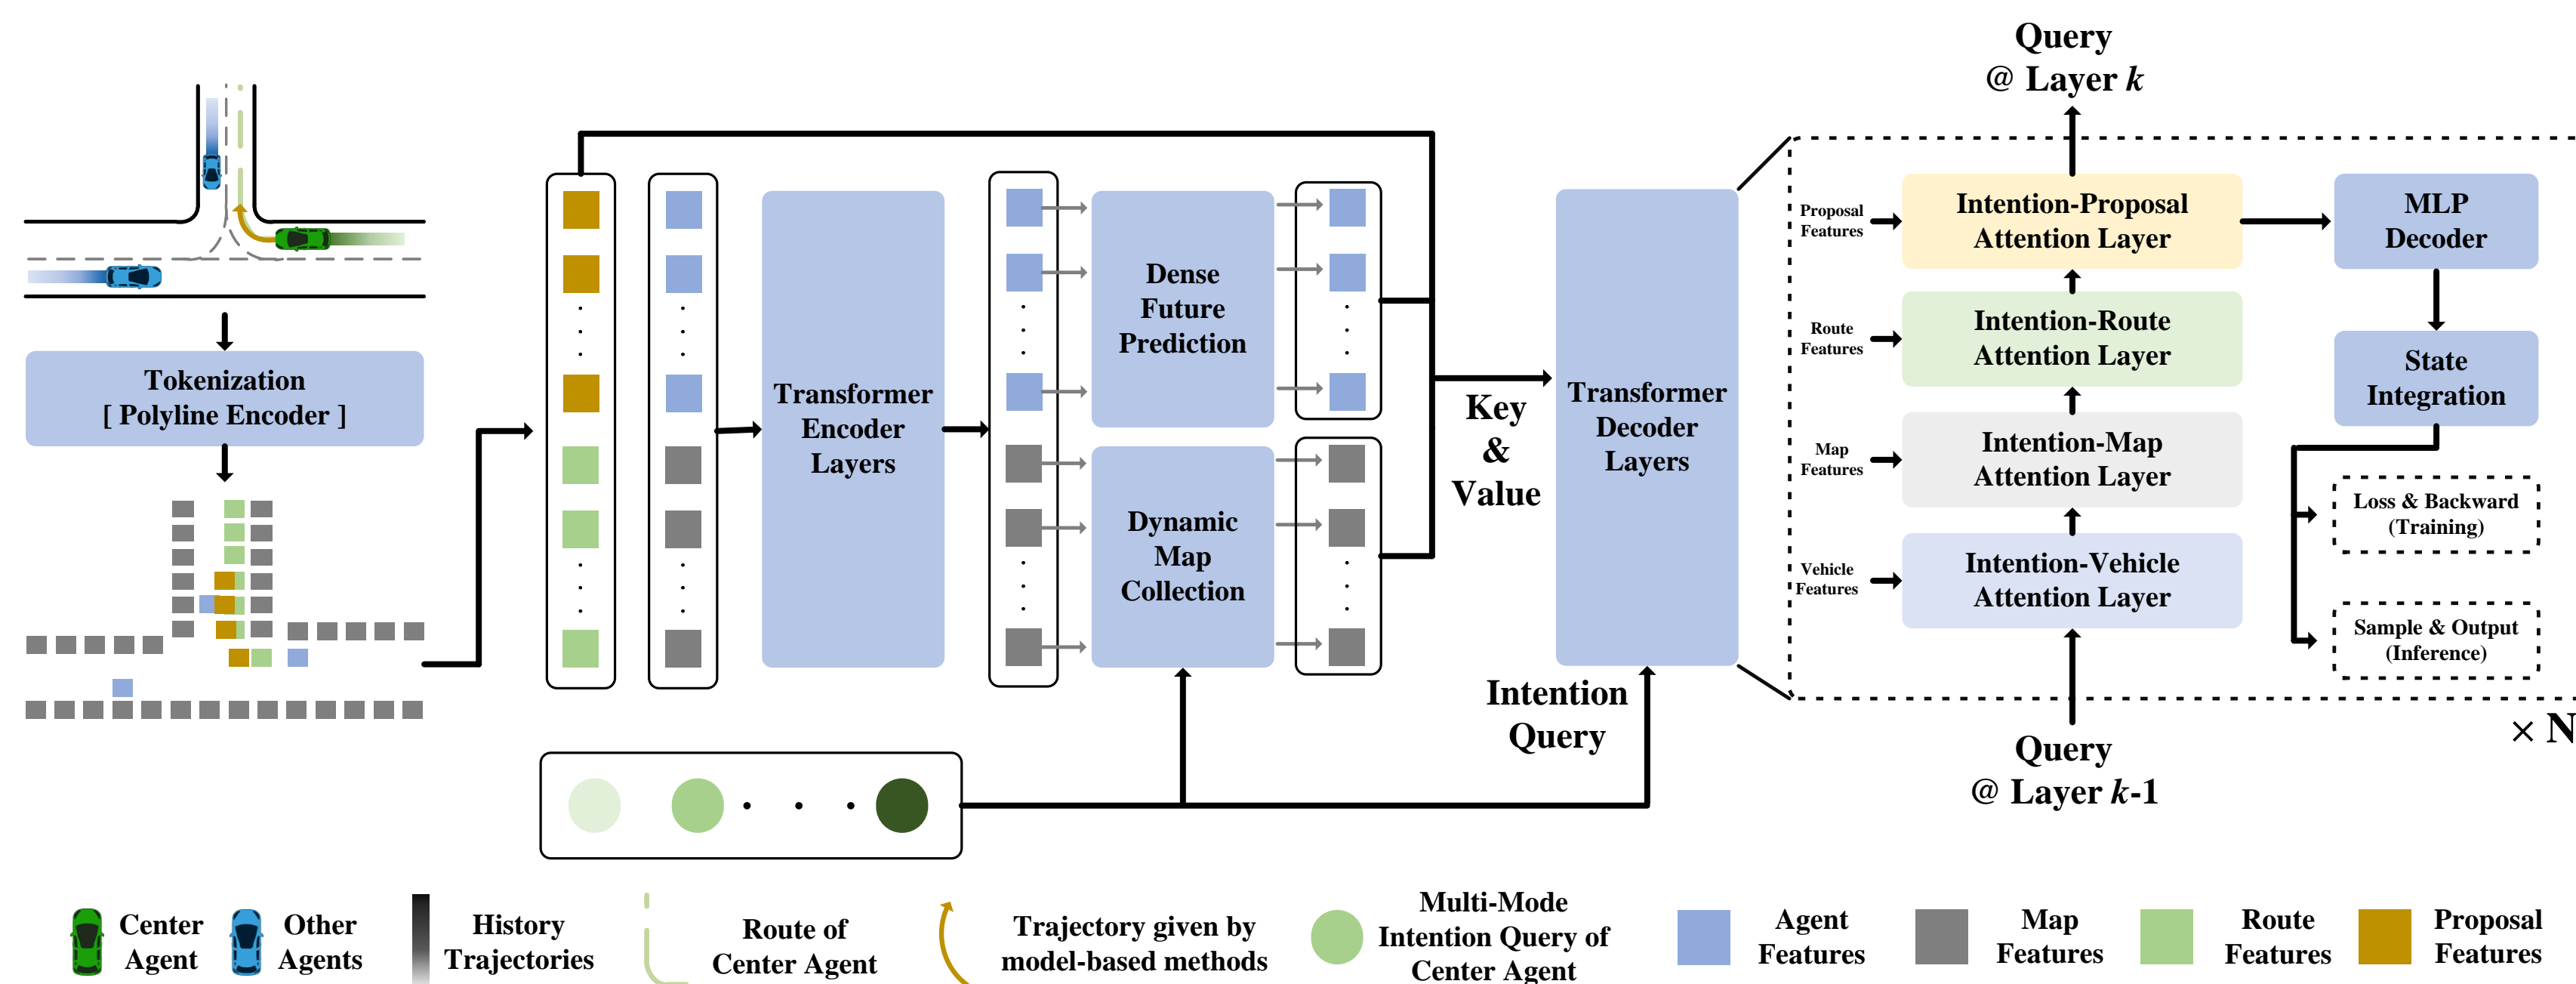 Tokenization
[ Polyline Encoder ]
Transformer
Encoder
Layers
Dense
Future
Prediction
Dynamic
Map
Collection
Key
&
Value
Intention
Query
Transformer
Decoder
Layers
Query
@ Layer k
Proposal
Features
Intention-Proposal
Attention Layer
Route
Features
Intention-Route
Attention Layer
Map
Features
Intention-Map
Attention Layer
Vehicle
Features
Intention-Vehicle
Attention Layer
Query
@ Layer k-1
MLP
Decoder
State
Integration
Loss & Backward
(Training)
Sample & Output
(Inference)
× N
Center
Agent
Other
Agents
History
Trajectories
Route of
Center Agent
Trajectory given by
model-based methods
Multi-Mode
Intention Query of
Center Agent
Agent
Features
Map
Features
Route
Features
Proposal
Features